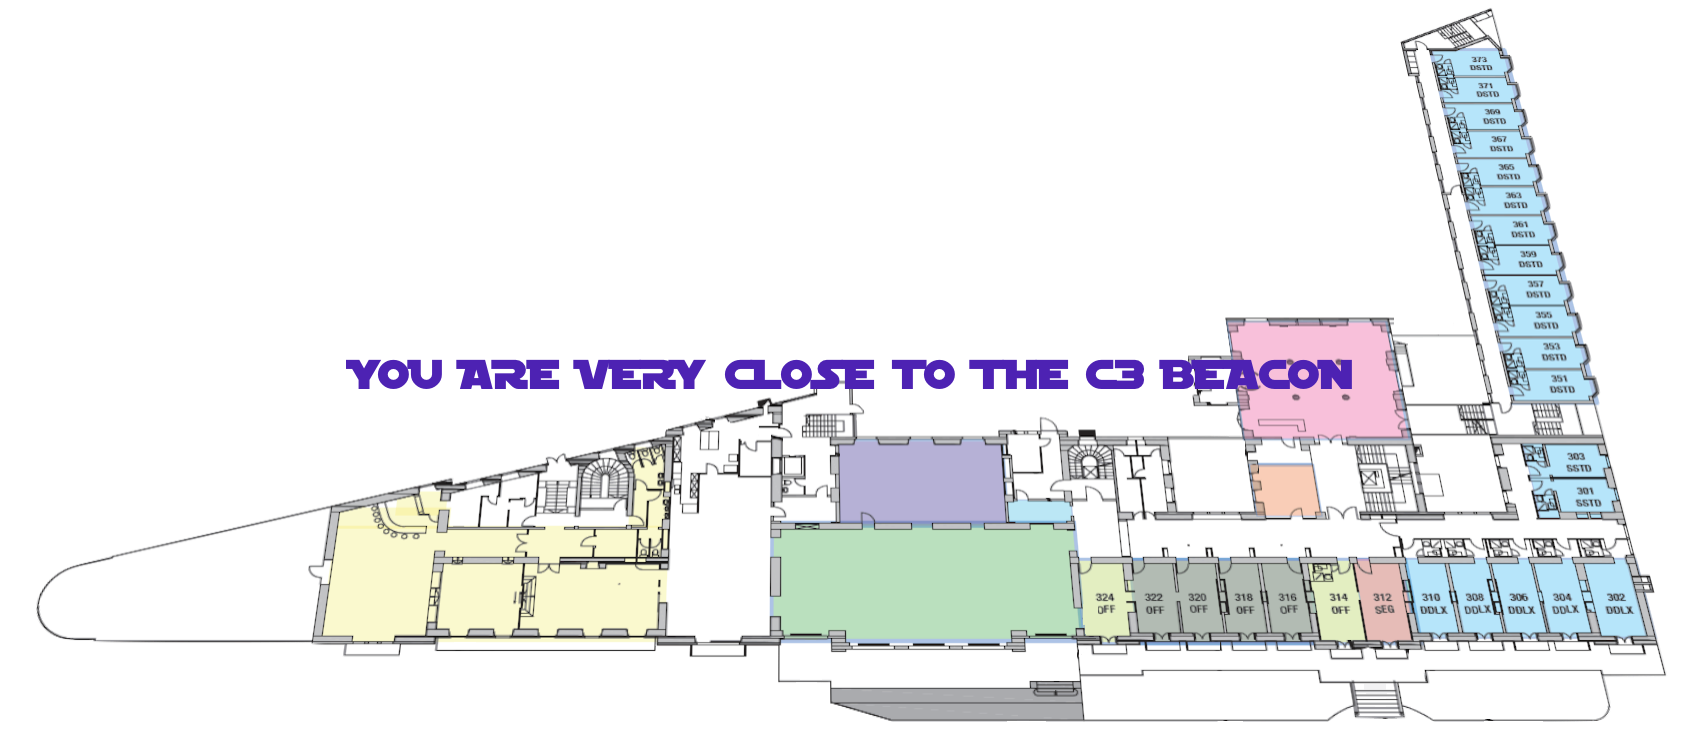 373
DSTD
371
DSTD
369
DSTD
367
DSTD
365
DSTD
363
DSTD
361
DSTD
359
DSTD
357
DSTD
355
DSTD
353
DSTD
351
DSTD
YOU ARE VERY CLOSE TO THE C3 BEACON
303
SSTD
301
SSTD
324
OFF
322
OFF
320
OFF
318
OFF
316
OFF
314
OFF
312
SEG
310
DDLX
308
DDLX
306
DDLX
304
DDLX
302
DDLX